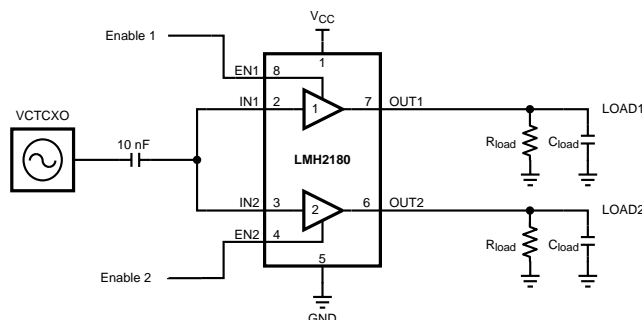 VCC
Enable 1
1
EN1 8
VCTCXO
10 nF
IN1 2
1
7 OUT1
LOAD1
Rload
Cload
LMH2180
IN2 3
2
6 OUT2
LOAD2
EN2 4
Rload
Cload
Enable 2
5
GND